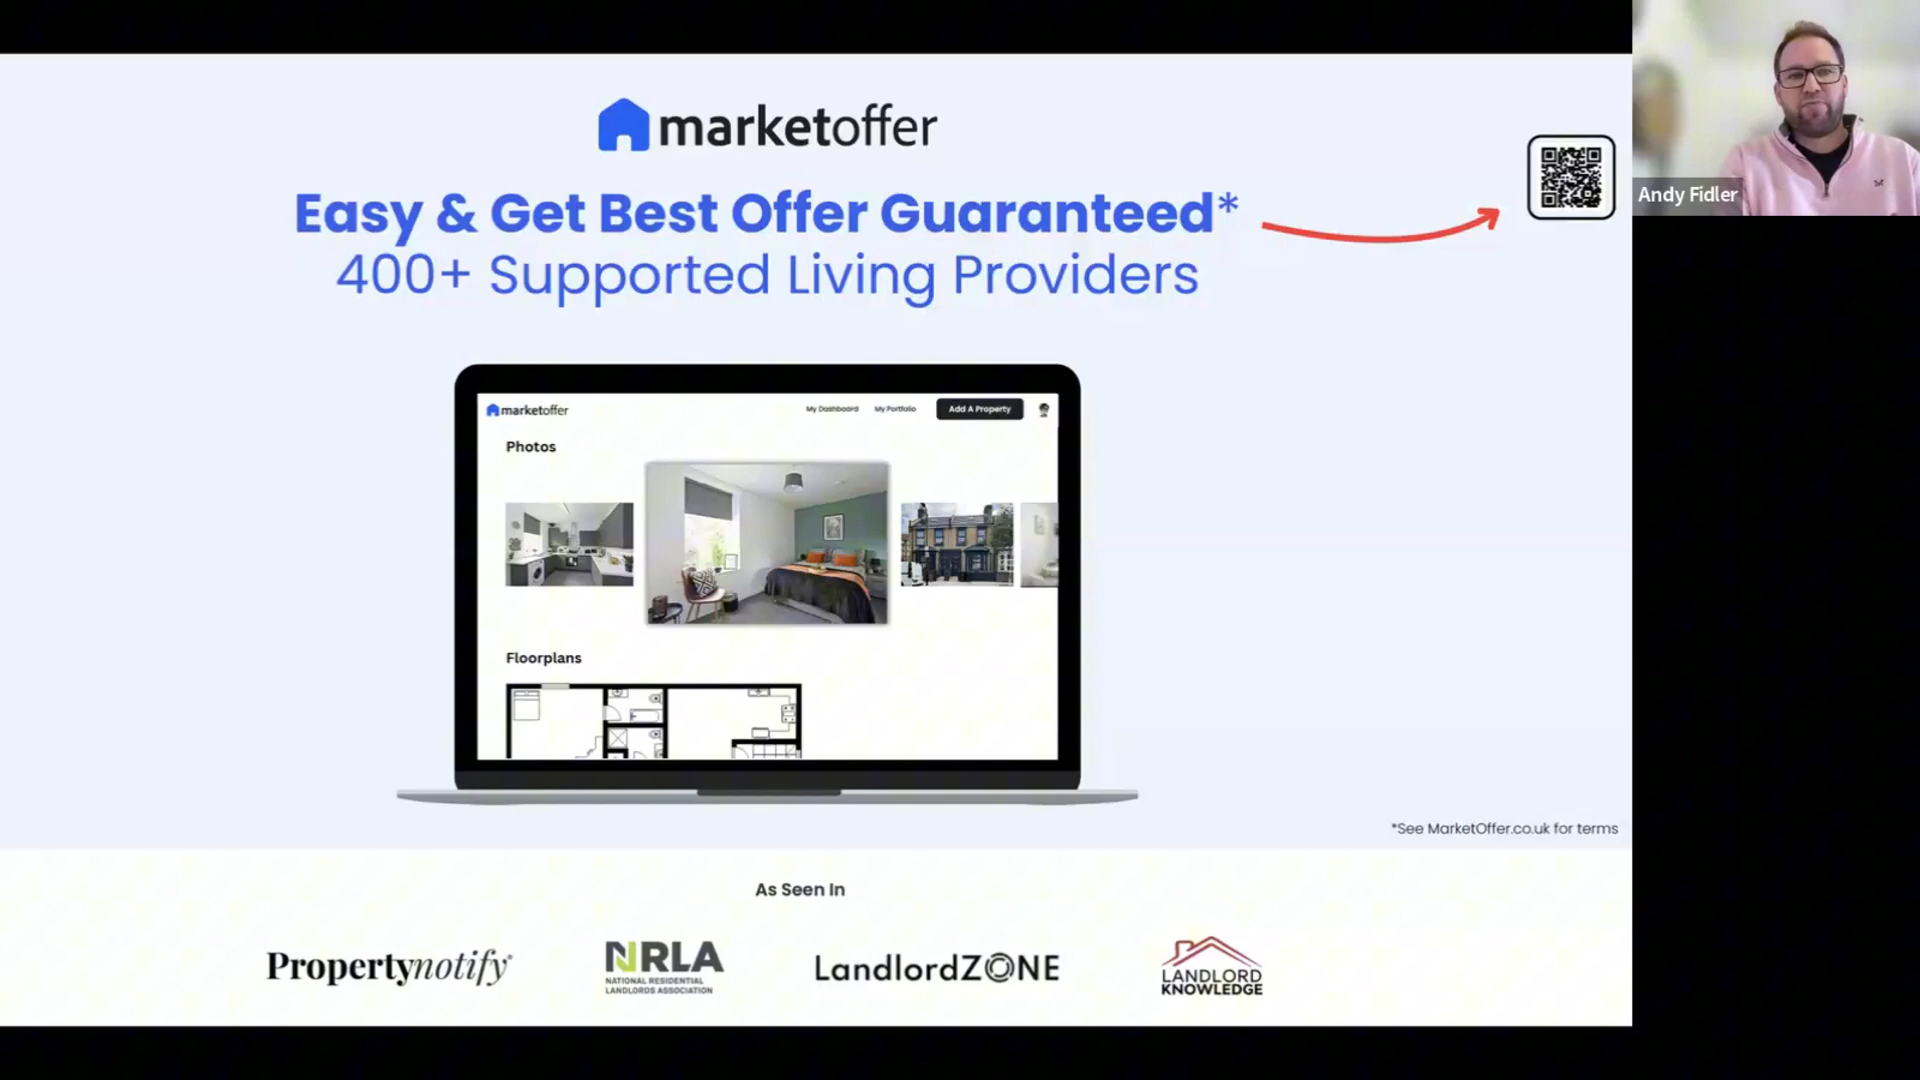 marketoffer
Easy & Get Best Offer Guaranteed*
400+ Supported Living Providers
Andy Fidler
marketoffer
My Dashboard
My Portfolio
Add A Property
Photos
Floorplans
*See MarketOffer.co.uk for terms
As Seen In
Propertynotify
NRLA
NATIONAL RESIDENTIAL
LANDLORDS ASSOCIATION
LandlordZONE
LANDLORD
KNOWLEDGE